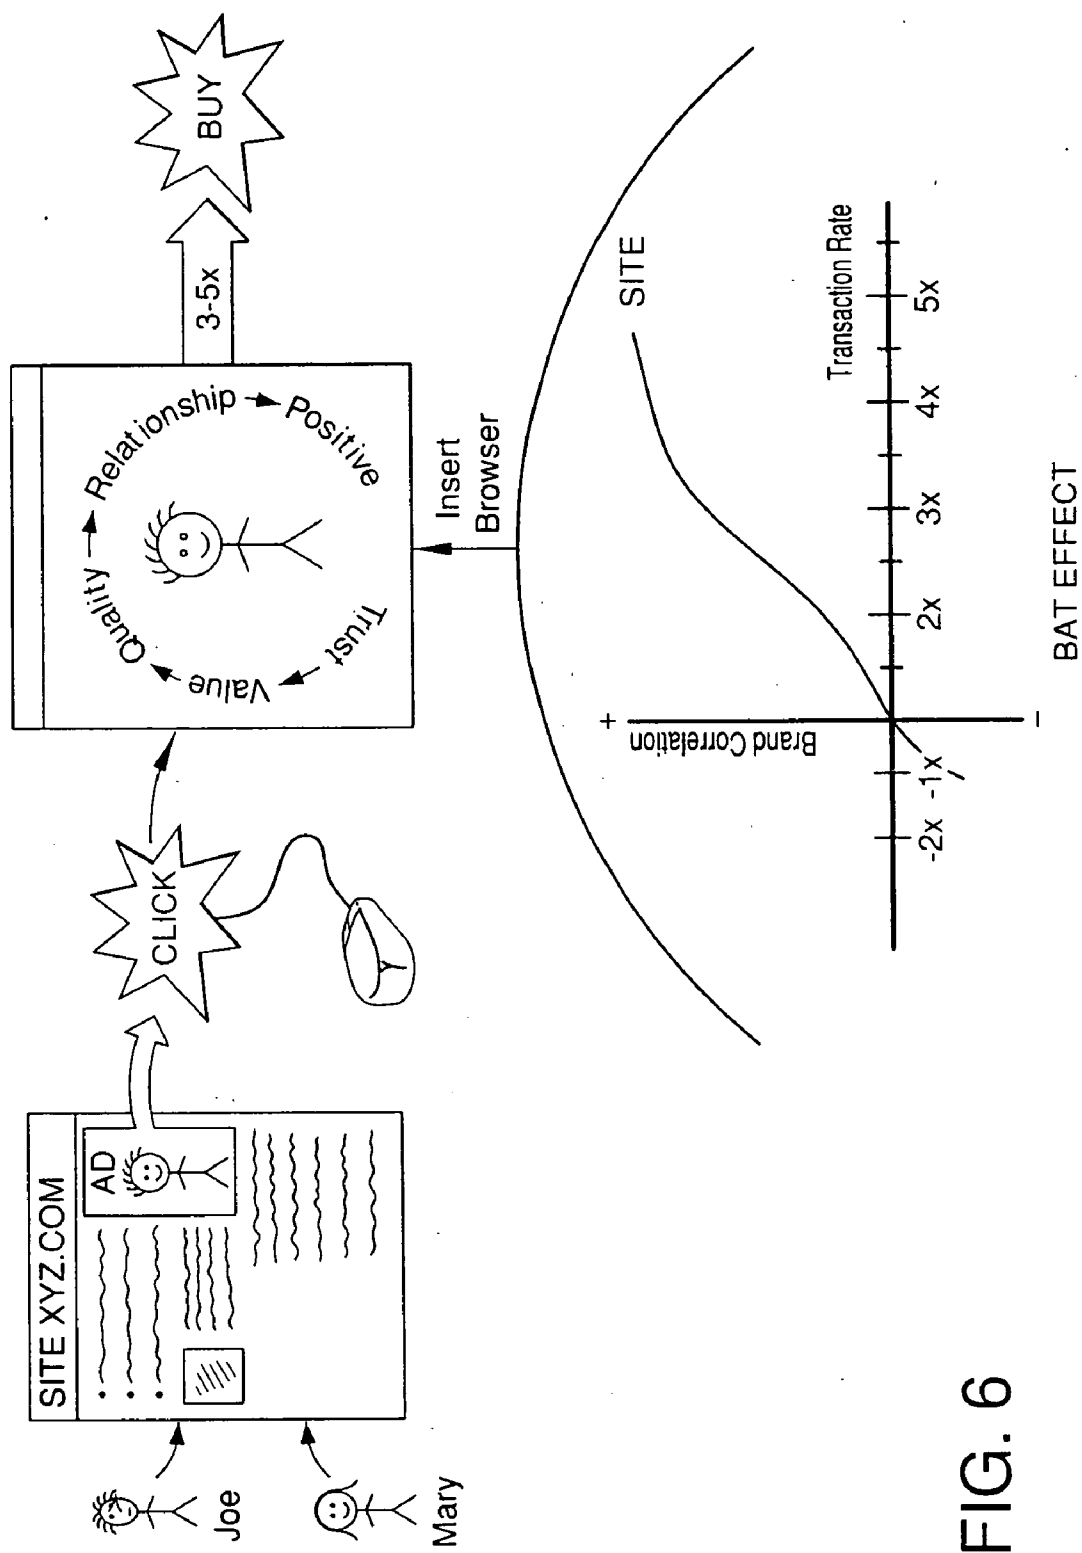 Joe
Mary
SITE XYZ.COM
AD
CLICK
Trust
Value
Quality
Relationship
Positive
3-5x
BUY
Insert
Browser
SITE
+
Brand Correlation
Transaction Rate
-2x -1x 2x 3x 4x 5x
-
BAT EFFECT
FIG. 6